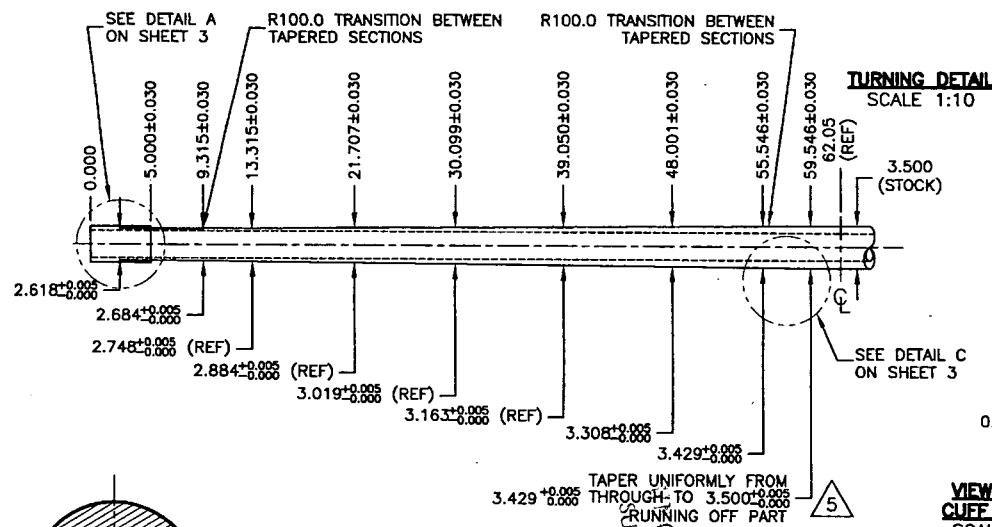 SEE DETAIL A
ON SHEET 3
R100.0 TRANSITION BETWEEN
TAPERED SECTIONS
R100.0 TRANSITION BETWEEN
TAPERED SECTIONS
TURNING DETAIL
SCALE 1:10
0.000
5.000±0.030
9.315±0.030
13.315±0.030
21.707±0.030
30.099±0.030
39.050±0.030
48.001±0.030
55.546±0.030
59.546±0.030
62.05
(REF)
3.500
(STOCK)
2.618+0.005
-0.000
2.684+0.005
-0.000
2.748+0.005 (REF)
-0.000
2.884+0.005 (REF)
-0.000
3.019+0.005 (REF)
-0.000
3.163+0.005 (REF)
-0.000
3.308+0.005
-0.000
3.429+0.005
-0.000
℄
SEE DETAIL C
ON SHEET 3
0.
TAPER UNIFORMLY FROM
3.429 +0.005 THROUGH TO 3.500+0.005
0.000 -0.000
RUNNING OFF PART
5
VIEW
CUFF